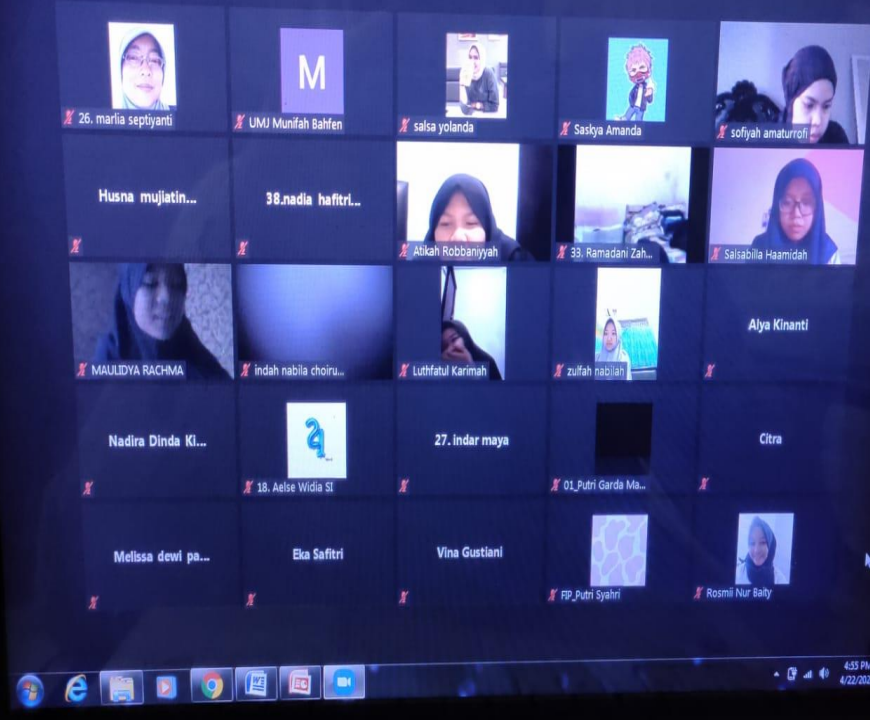 26. marlia septiyanti
M
UMJ Munifah Bahfen
salsa yolanda
Saskya Amanda
sofiyah amaturrofi
Husna mujiatin...
38.nadia hafitri...
Atikah Robbaniyyah
33. Ramadani Zah...
Salsabilla Haamidah
MAULIDYA RACHMA
indah nabila choiru...
Luthfatul Karimah
zulfah nabilah
Alya Kinanti
Nadira Dinda Ki...
18. Aelse Widia SI
27. indar maya
01_Putri Garda Ma...
Citra
Melissa dewi pa...
Eka Safitri
Vina Gustiani
FIP_Putri Syahri
Rosmii Nur Baity
4:55 PM
4/22/202